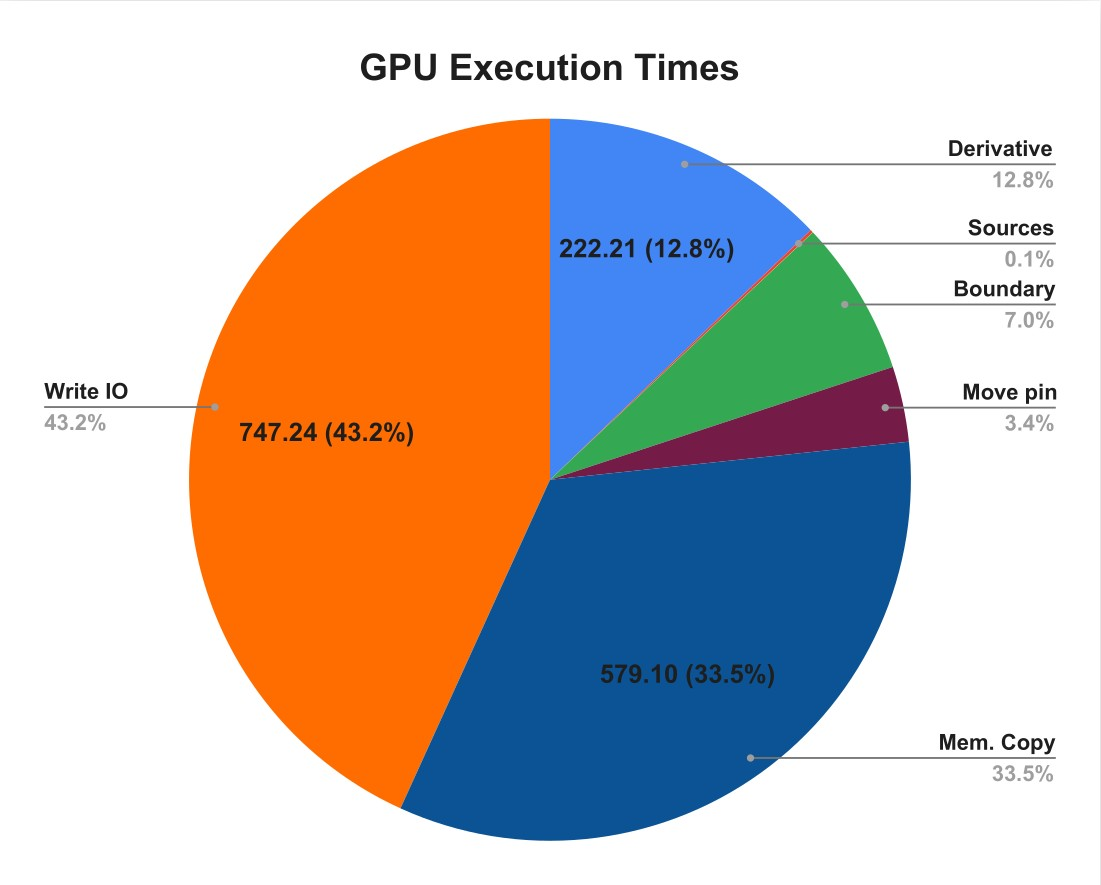 GPU Execution Times
Derivative
12.8%
222.21 (12.8%)
Sources
0.1%
Boundary
7.0%
Move pin
3.4%
Write IO
43.2%
747.24 (43.2%)
579.10 (33.5%)
Mem. Copy
33.5%